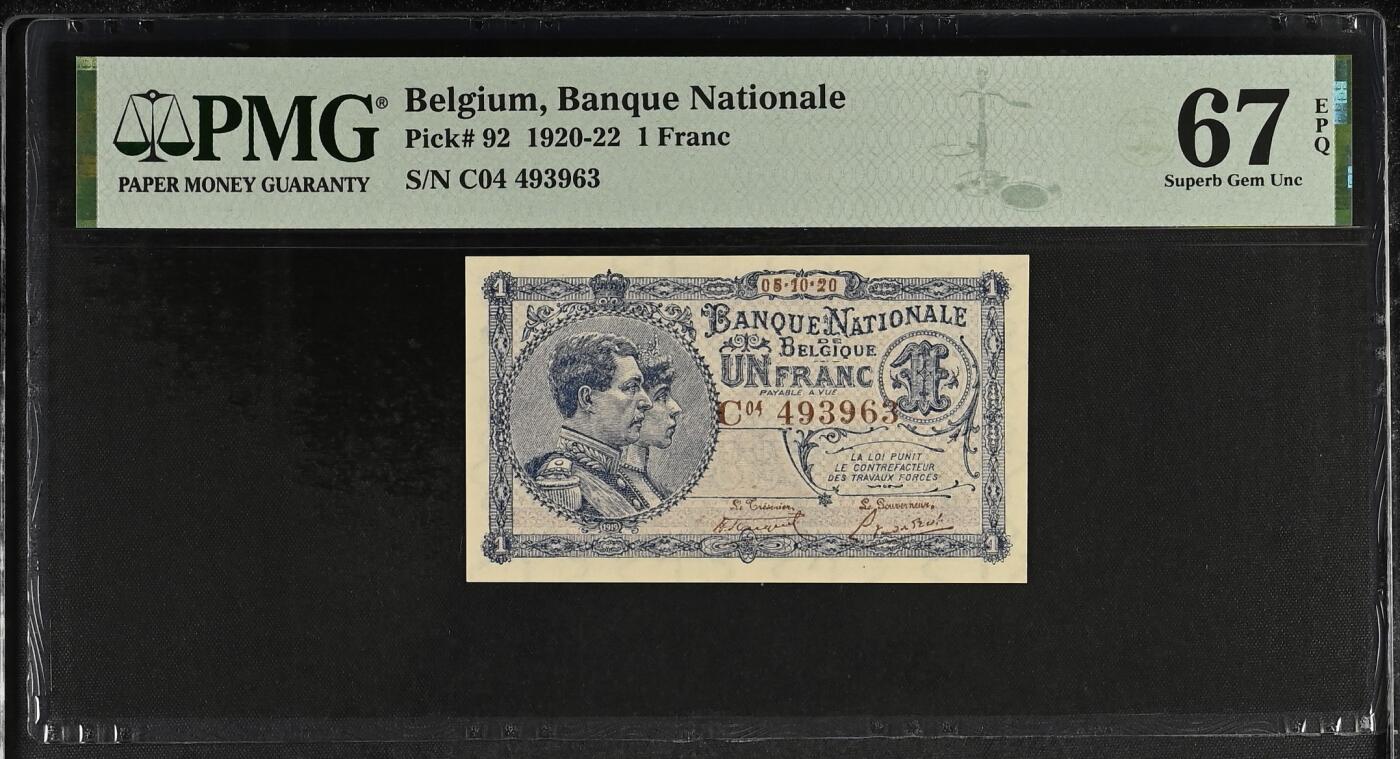 PMG®
PAPER MONEY GUARANTY
Belgium, Banque Nationale
Pick# 92 1920-22 1 Franc
S/N C04 493963
67
EPQ
Superb Gem Unc
1
05·10·20
1
BANQUE NATIONALE
DE
BELGIQUE
UN FRANC
PAYABLE A VUE
1F
C04 493963
LA LOI PUNIT
LE CONTREFACTEUR
DES TRAVAUX FORCÉS
Le Trésorier,
Le Gouverneur,
1919
1
1